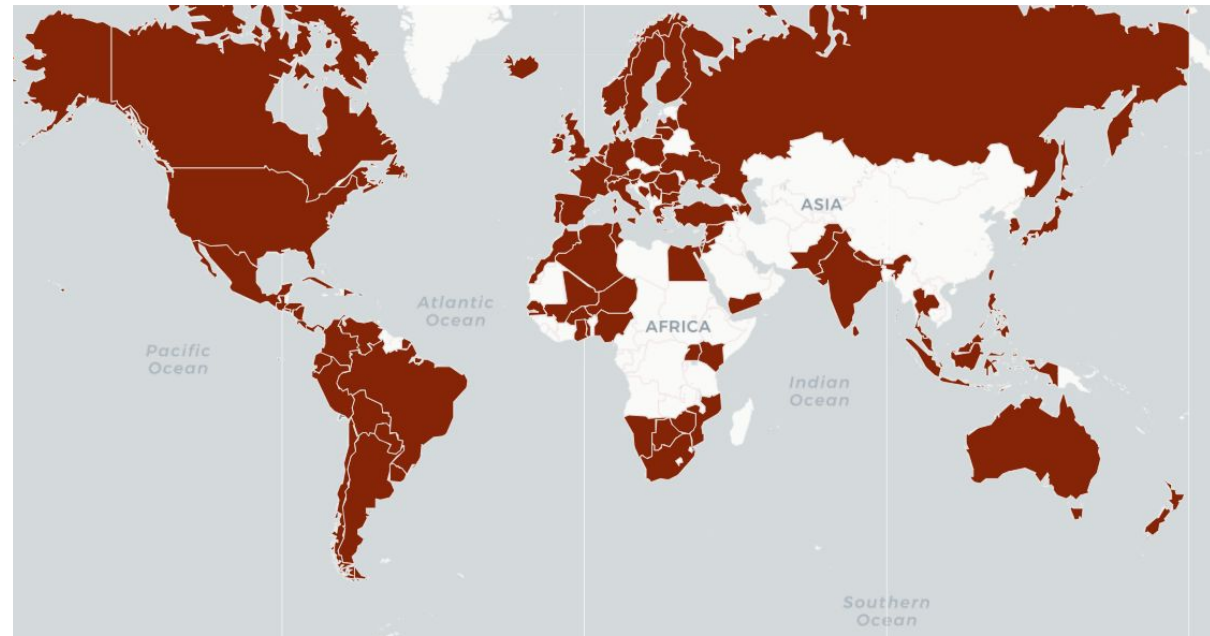 ASIA
Atlantic
Ocean
AFRICA
Pacific
Ocean
Indian
Ocean
Southern
Ocean